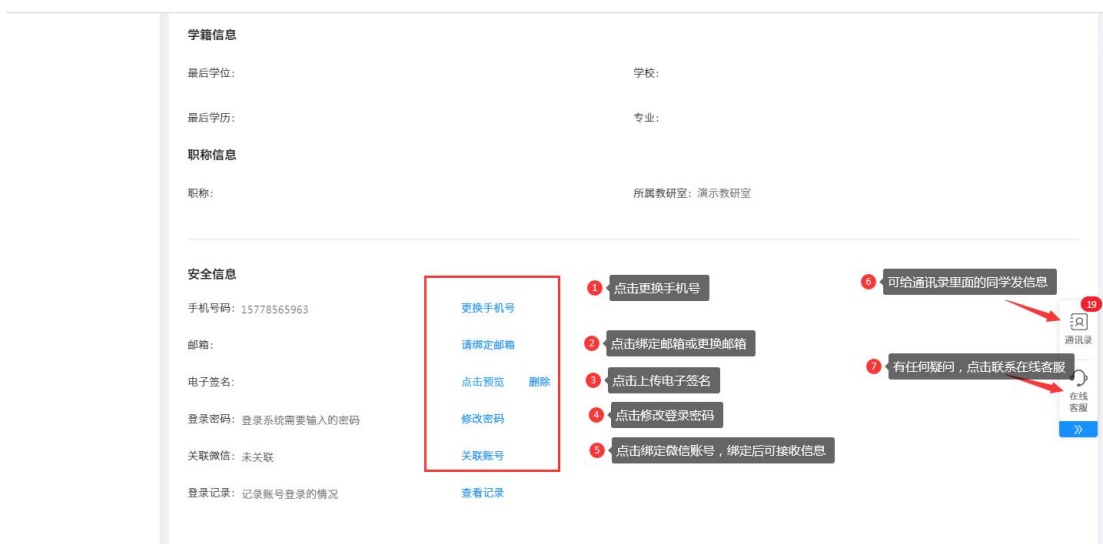 学籍信息
最后学位： 学校：
最后学历： 专业：
职称信息
职称： 所属教研室： 演示教研室
安全信息
1 点击更换手机号
6 可给通讯录里面的同学发信息
手机号码： 15778565963 更换手机号
19
通讯录
邮箱： 请绑定邮箱 2 点击绑定邮箱或更换邮箱
7 有任何疑问，点击联系在线客服
电子签名： 点击预览 删除 3 点击上传电子签名
在线
客服
登录密码： 登录系统需要输入的密码 修改密码 4 点击修改登录密码
关联微信： 未关联 关联账号 5 点击绑定微信账号，绑定后可接收信息
登录记录： 记录账号登录的情况 查看记录